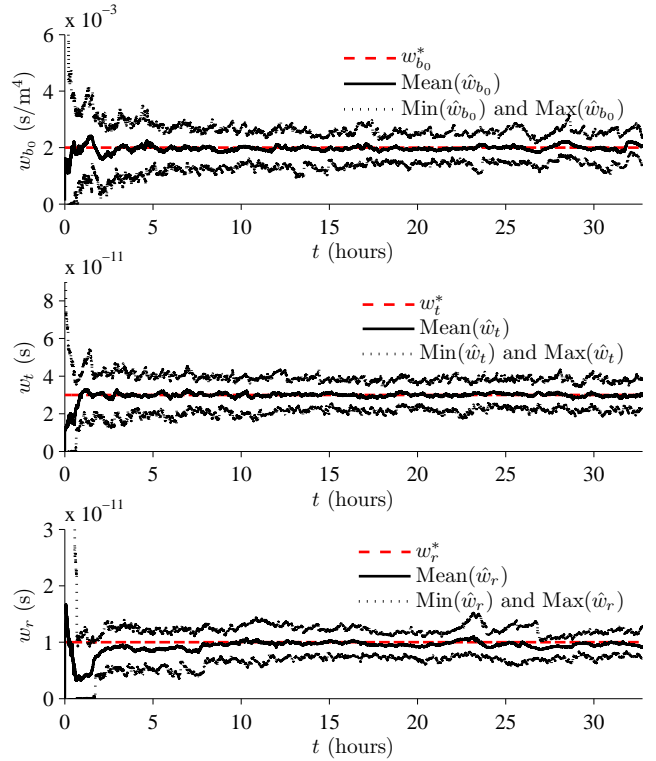 x 10⁻³
6
4
2
0
w_{b_0} (s/m⁴)
w*_{b_0}
Mean(ŵ_{b_0})
Min(ŵ_{b_0}) and Max(ŵ_{b_0})
0 5 10 15 20 25 30
t (hours)
x 10⁻¹¹
8
6
4
2
0
w_t (s)
w*_t
Mean(ŵ_t)
Min(ŵ_t) and Max(ŵ_t)
0 5 10 15 20 25 30
t (hours)
x 10⁻¹¹
3
2
1
0
w_r (s)
w*_r
Mean(ŵ_r)
Min(ŵ_r) and Max(ŵ_r)
0 5 10 15 20 25 30
t (hours)